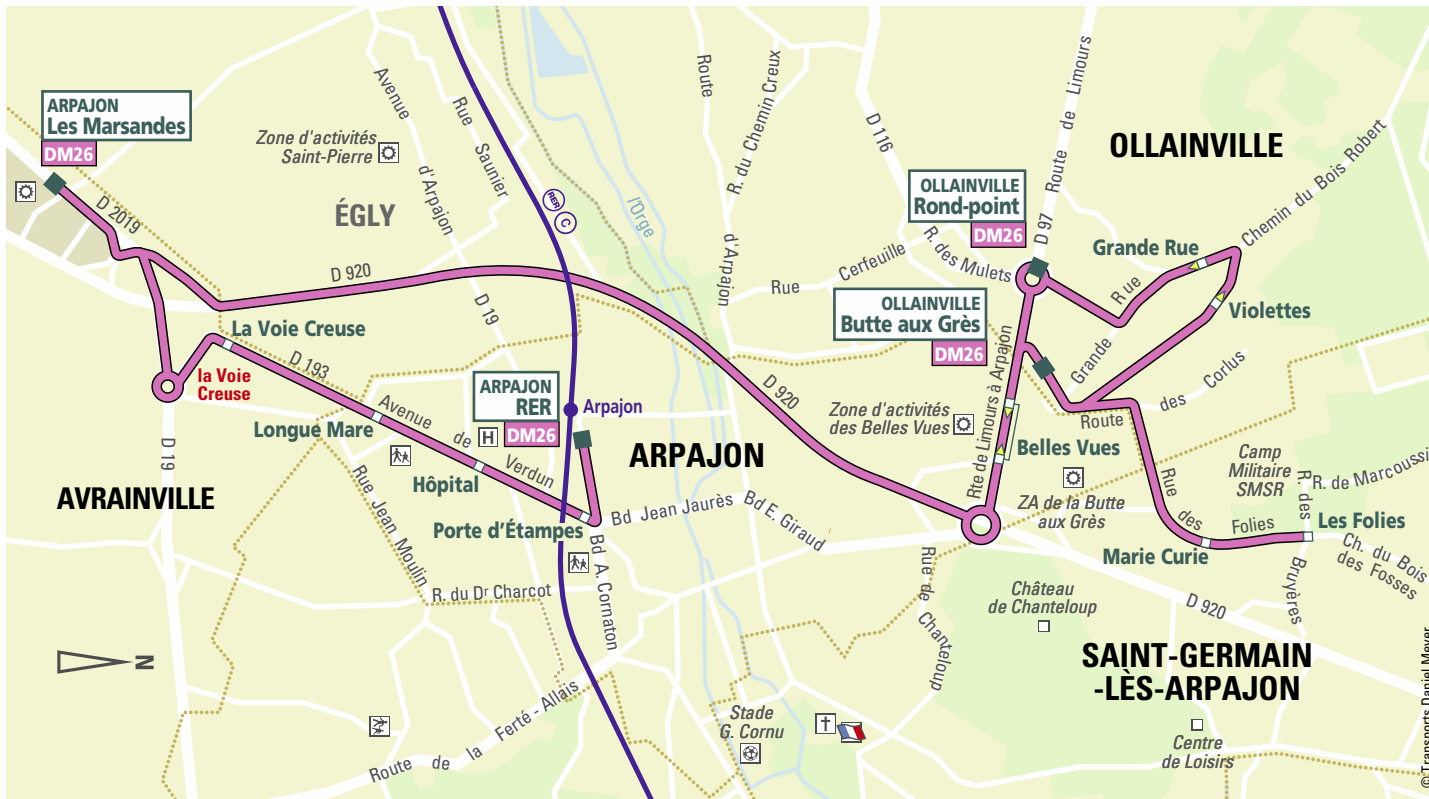 ARPAJON
Les Marsandes
DM26
D 2019
Zone d'activités
Saint-Pierre
Avenue
d'Arpajon
Rue
Saunier
ÉGLY
RER
C
l'Orge
Route
d'Arpajon
R. du Chemin Creux
D 116
D 97 Route de Limours
OLLAINVILLE
OLLAINVILLE
Rond-point
DM26
R. des Mulets
Rue Cerfeuille
Grande Rue
Chemin du Bois Robert
Violettes
Grande Rue
D 920
D 19
La Voie Creuse
la Voie
Creuse
D 193
Avenue de Verdun
Longue Mare
H
Hôpital
Porte d'Étampes
ARPAJON
RER
DM26
Arpajon
ARPAJON
D 920
OLLAINVILLE
Butte aux Grès
DM26
Rte de Limours à Arpajon
Zone d'activités
des Belles Vues
Belles Vues
Route des Corlus
ZA de la Butte
aux Grès
Camp
Militaire
SMSR
R. des Bruyères
R. de Marcoussi
Rue des Folies
Marie Curie
Les Folies
Ch. du Bois
des Fosses
D 19
AVRAINVILLE
Rue Jean Moulin
R. du Dr Charcot
Bd Jean Jaurès
Bd E. Giraud
Bd A. Cornaton
Rue de Chanteloup
Château
de Chanteloup
D 920
SAINT-GERMAIN
-LÈS-ARPAJON
Centre
de Loisirs
N
Route de la Ferté - Allais
Stade
G. Cornu
© Transports Daniel Meyer